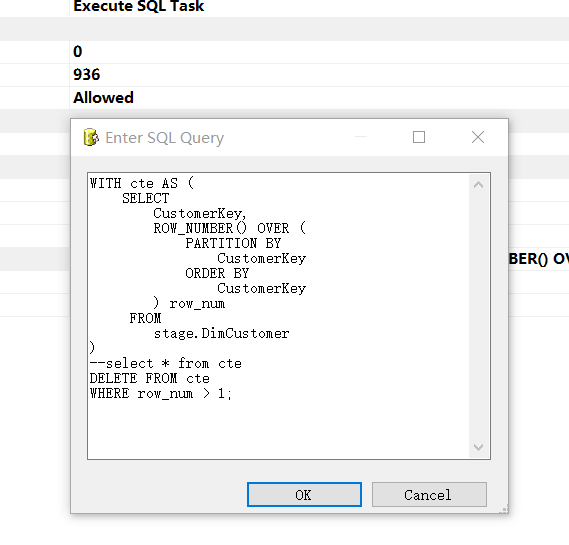 Execute SQL Task
0
936
Allowed
Enter SQL Query
WITH cte AS (
    SELECT
        CustomerKey,
        ROW_NUMBER() OVER (
            PARTITION BY
                CustomerKey
            ORDER BY
                CustomerKey
        ) row_num
     FROM
        stage.DimCustomer
)
--select * from cte
DELETE FROM cte
WHERE row_num > 1;
BER() OV
OK
Cancel